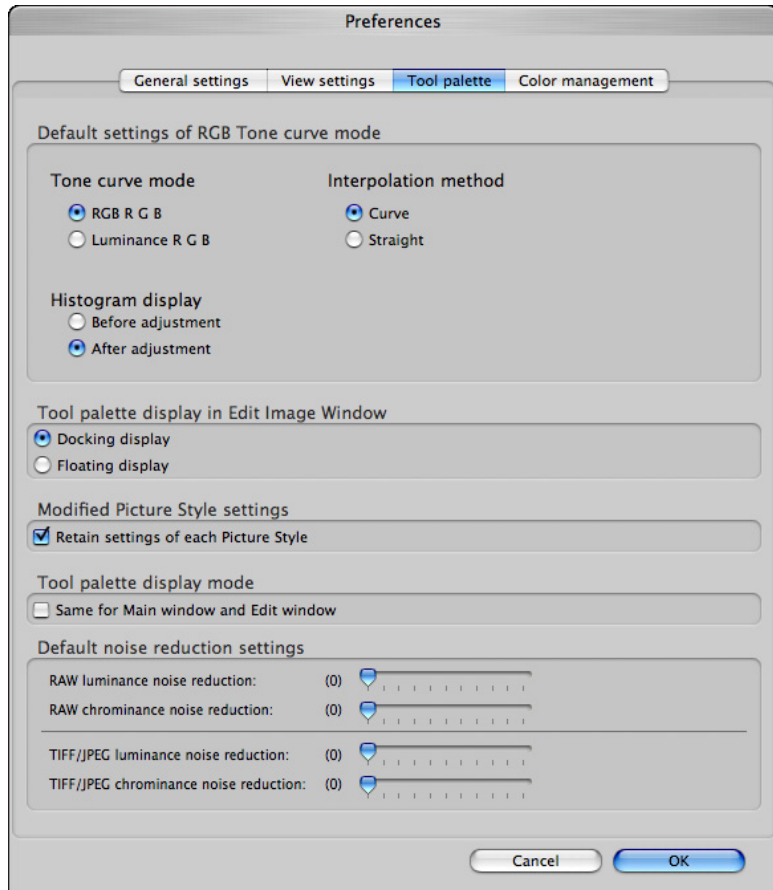 Preferences
General settings View settings Tool palette Color management
Default settings of RGB Tone curve mode
Tone curve mode Interpolation method
RGB R G B Curve
Luminance R G B Straight
Histogram display
Before adjustment
After adjustment
Tool palette display in Edit Image Window
Docking display
Floating display
Modified Picture Style settings
Retain settings of each Picture Style
Tool palette display mode
Same for Main window and Edit window
Default noise reduction settings
RAW luminance noise reduction: (0)
RAW chrominance noise reduction: (0)
TIFF/JPEG luminance noise reduction: (0)
TIFF/JPEG chrominance noise reduction: (0)
Cancel OK